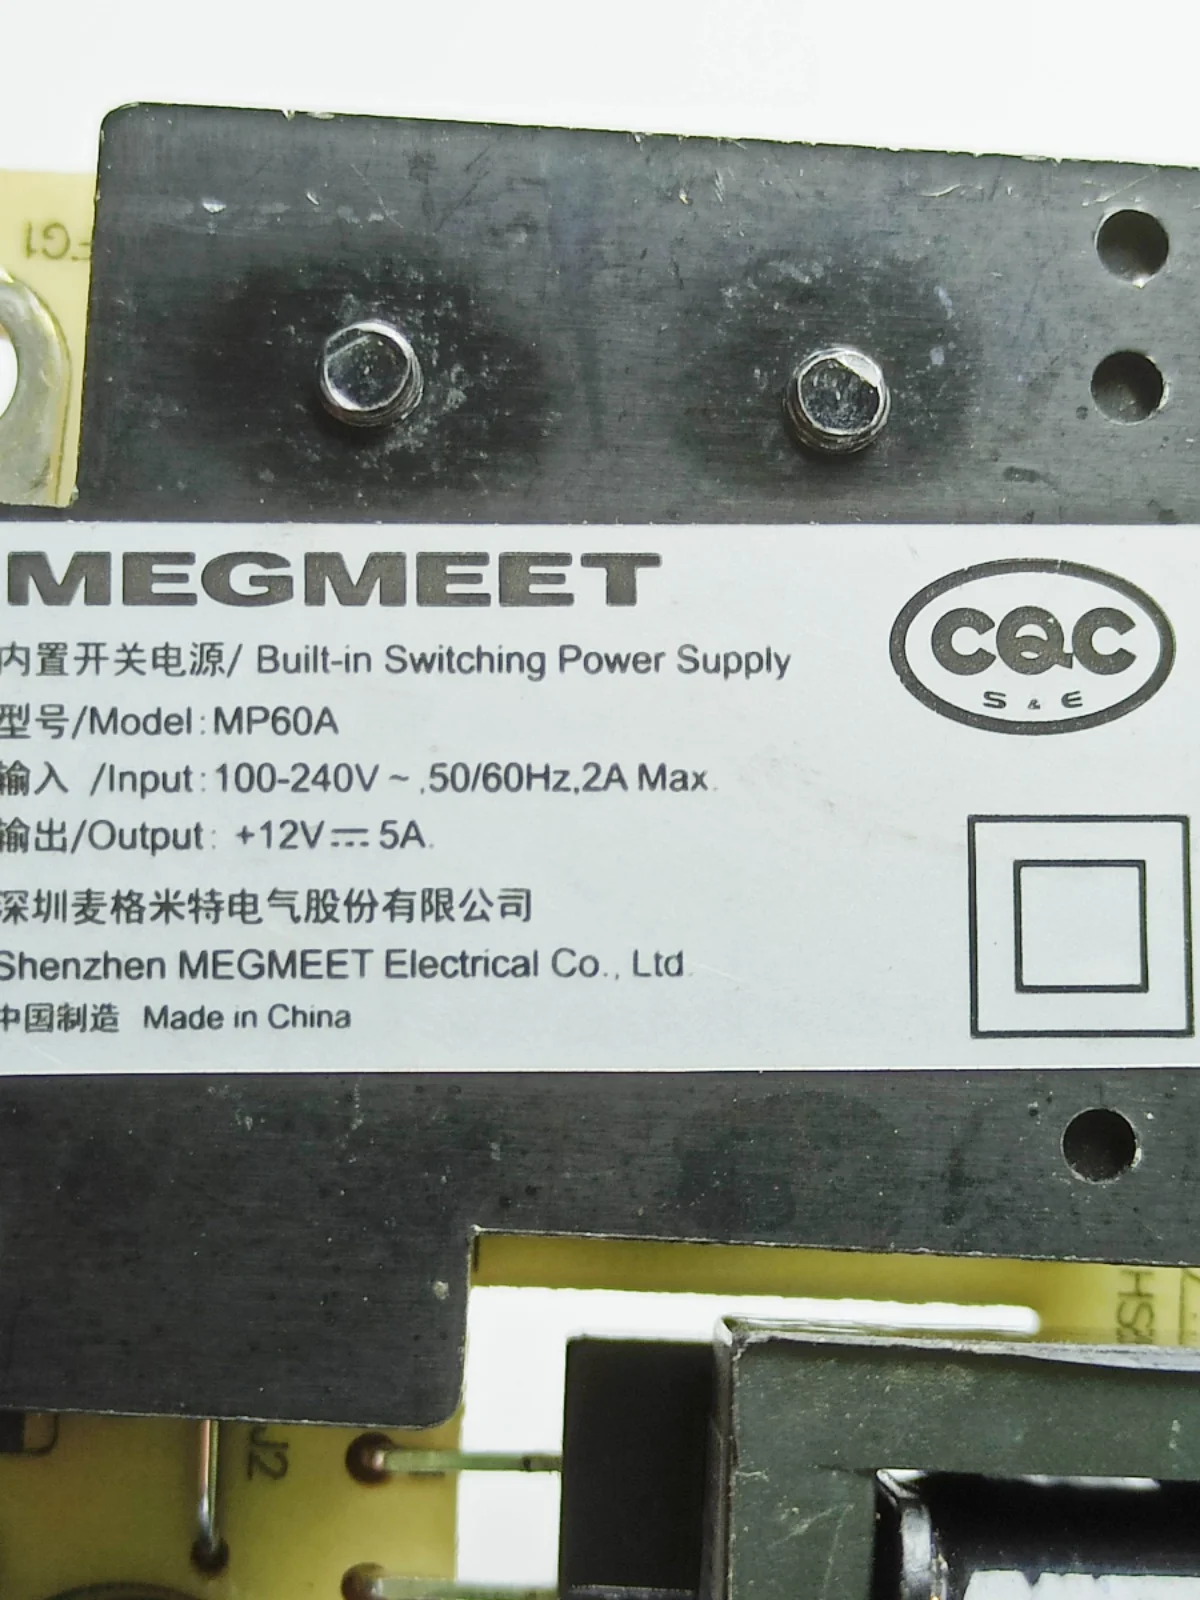 FG1
MEGMEET
内置开关电源/ Built-in Switching Power Supply
CQC
S & E
型号/Model: MP60A
输入 /Input: 100-240V ~ ,50/60Hz,2A Max.
输出/Output: +12V⎓ 5A.
深圳麦格米特电气股份有限公司
Shenzhen MEGMEET Electrical Co., Ltd.
中国制造 Made in China
J2